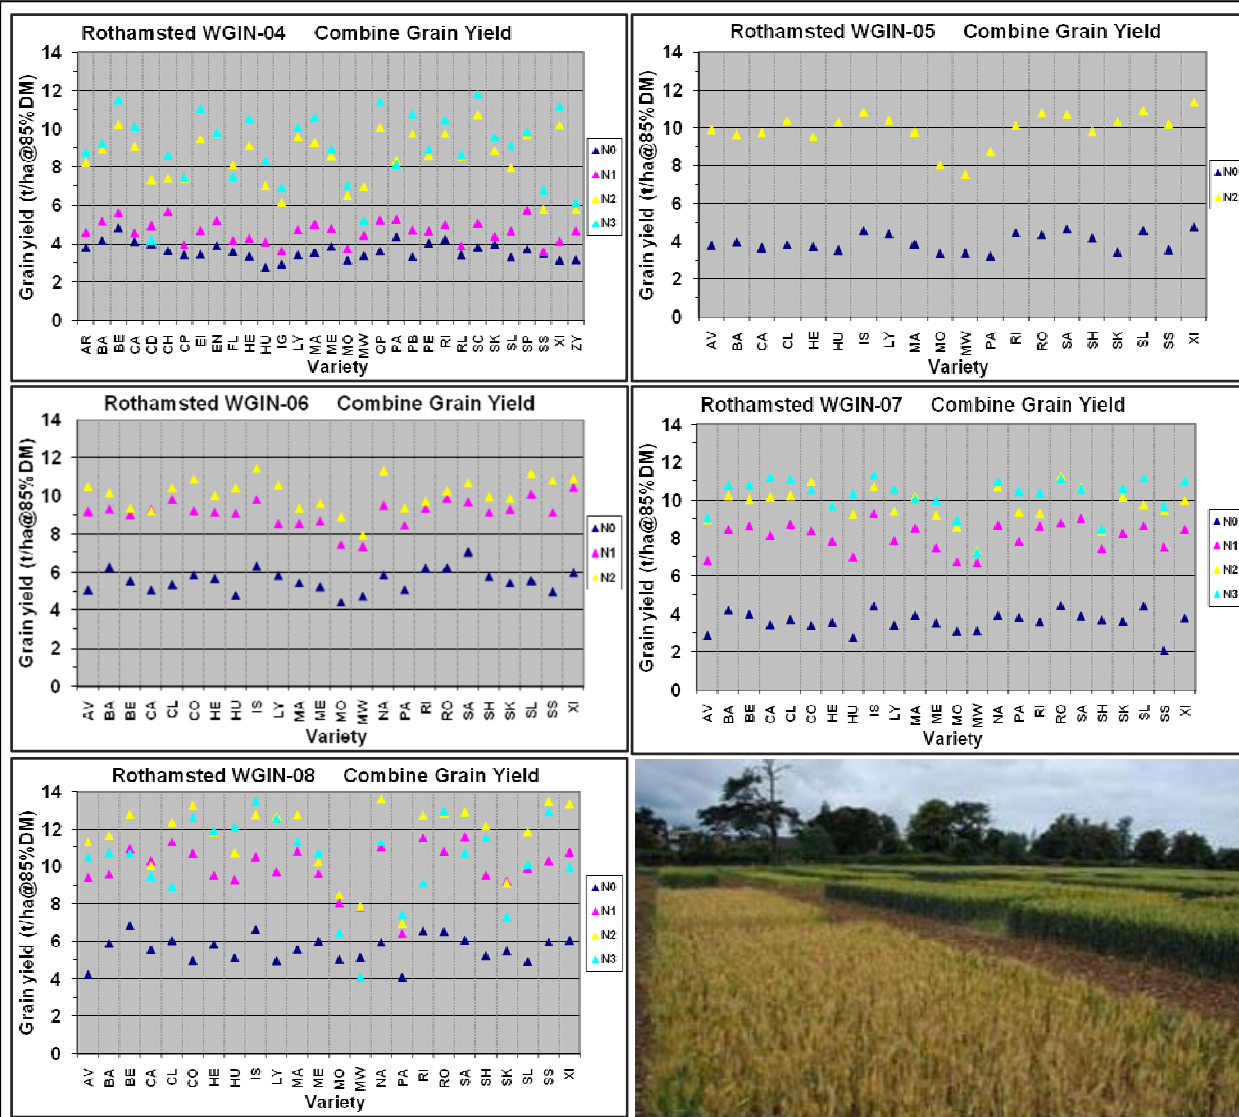 Rothamsted WGIN-04 Combine Grain Yield
Grain yield (t/ha@85%DM)
14
12
10
8
6
4
2
0
AR BA BE CA CD CH CP EI EN FL HE HU IG LY MA ME MO MW OP PA PB PE RI RL SC SK SL SP SS XI ZY
Variety
N0
N1
N2
N3
Rothamsted WGIN-05 Combine Grain Yield
Grain yield (t/ha@85%DM)
14
12
10
8
6
4
2
0
AV BA CA CL HE HU IS LY MA MO MW PA RI RO SA SH SK SL SS XI
Variety
N0
N2
Rothamsted WGIN-06 Combine Grain Yield
Grain yield (t/ha@85%DM)
14
12
10
8
6
4
2
0
AV BA BE CA CL CO HE HU IS LY MA ME MO MW NA PA RI RO SA SH SK SL SS XI
Variety
N0
N1
N2
Rothamsted WGIN-07 Combine Grain Yield
Grain yield (t/ha@85%DM)
14
12
10
8
6
4
2
0
AV BA BE CA CL CO HE HU IS LY MA ME MO MW NA PA RI RO SA SH SK SL SS XI
Variety
N0
N1
N2
N3
Rothamsted WGIN-08 Combine Grain Yield
Grain yield (t/ha@85%DM)
14
12
10
8
6
4
2
0
AV BA BE CA CL CO HE HU IS LY MA ME MO MW NA PA RI RO SA SH SK SL SS XI
Variety
N0
N1
N2
N3